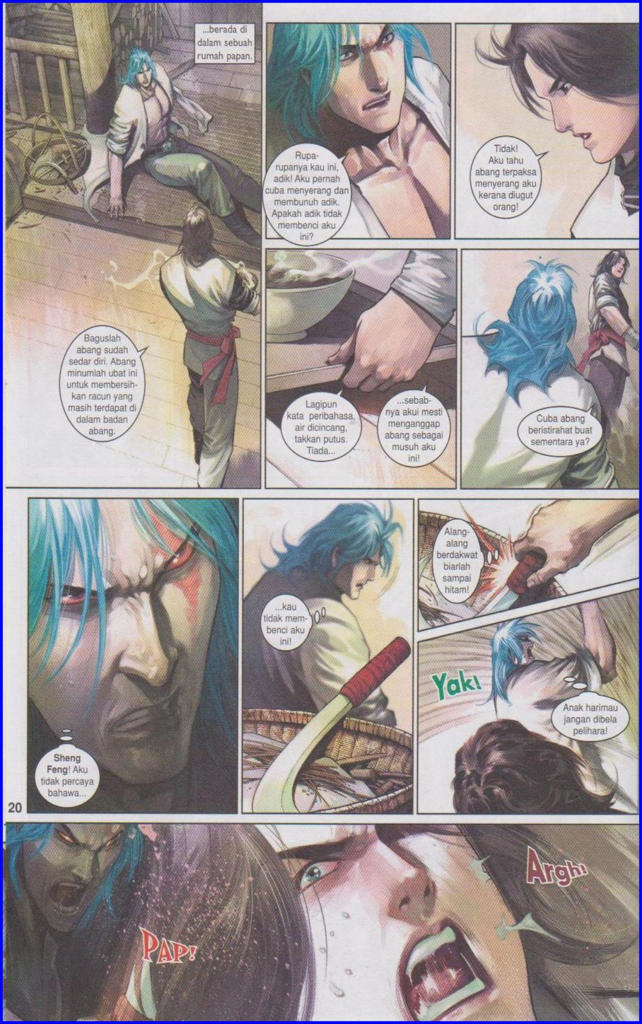 ...berada di
dalam sebuah
rumah papan.
Rupa-
rupanya kau ini,
adik! Aku pernah
cuba menyerang dan
membunuh adik.
Apakah adik tidak
membenci aku
ini?
Tidak!
Aku tahu
abang terpaksa
menyerang aku
kerana diugut
orang!
Baguslah
abang sudah
sedar diri. Abang
minumlah ubat ini
untuk membersih-
kan racun yang
masih terdapat di
dalam badan
abang.
Lagipun
kata peribahasa,
air dicincang,
takkan putus.
Tiada...
...sebab-
nya akui mesti
menganggap
abang sebagai
musuh aku
ini!
Cuba abang
beristirahat buat
sementara ya?
Sheng
Feng! Aku
tidak percaya
bahawa...
...kau
tidak mem-
benci aku
ini!
Alang-
alang
berdakwat
biarlah
sampai
hitam!
Yak!
Anak harimau
jangan dibela
pelihara!
20
PAP!
Argh!